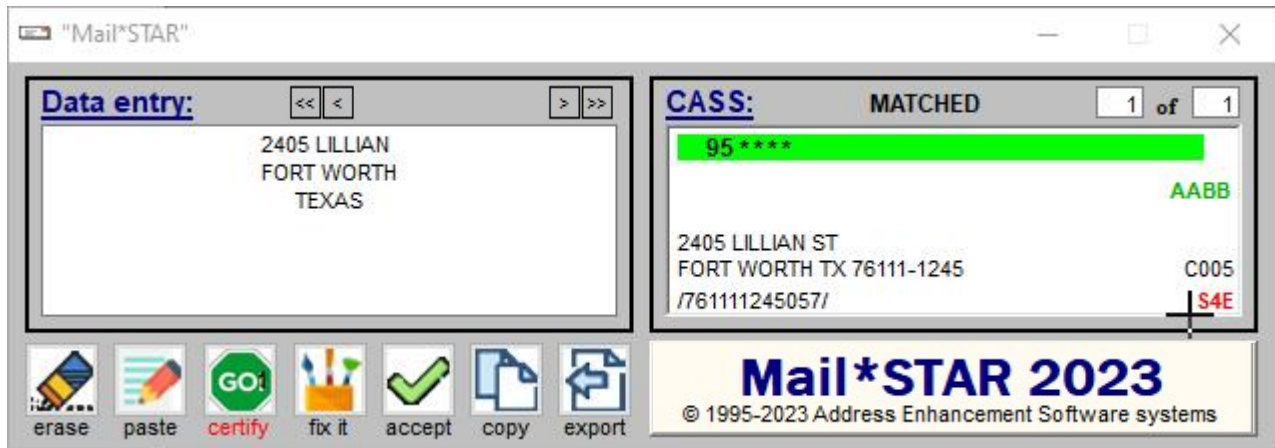 "Mail*STAR"
Data entry:
<< <
> >>
2405 LILLIAN
FORT WORTH
TEXAS
CASS:
MATCHED
1 of 1
95****
AABB
2405 LILLIAN ST
FORT WORTH TX 76111-1245
C005
/761111245057/
S4E
GO!
erase
paste
certify
fix it
accept
copy
export
Mail*STAR 2023
© 1995-2023 Address Enhancement Software systems